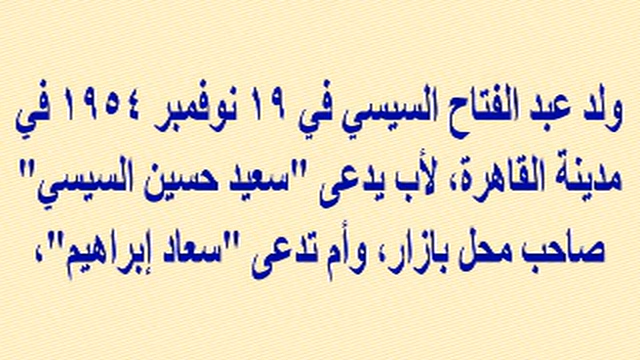 ولد عبد الفتاح السيسي في ١٩ نوفمبر ١٩٥٤ في
مدينة القاهرة، لأب يدعى "سعيد حسين السيسي"
صاحب محل بازار، وأم تدعى "سعاد إبراهيم"،